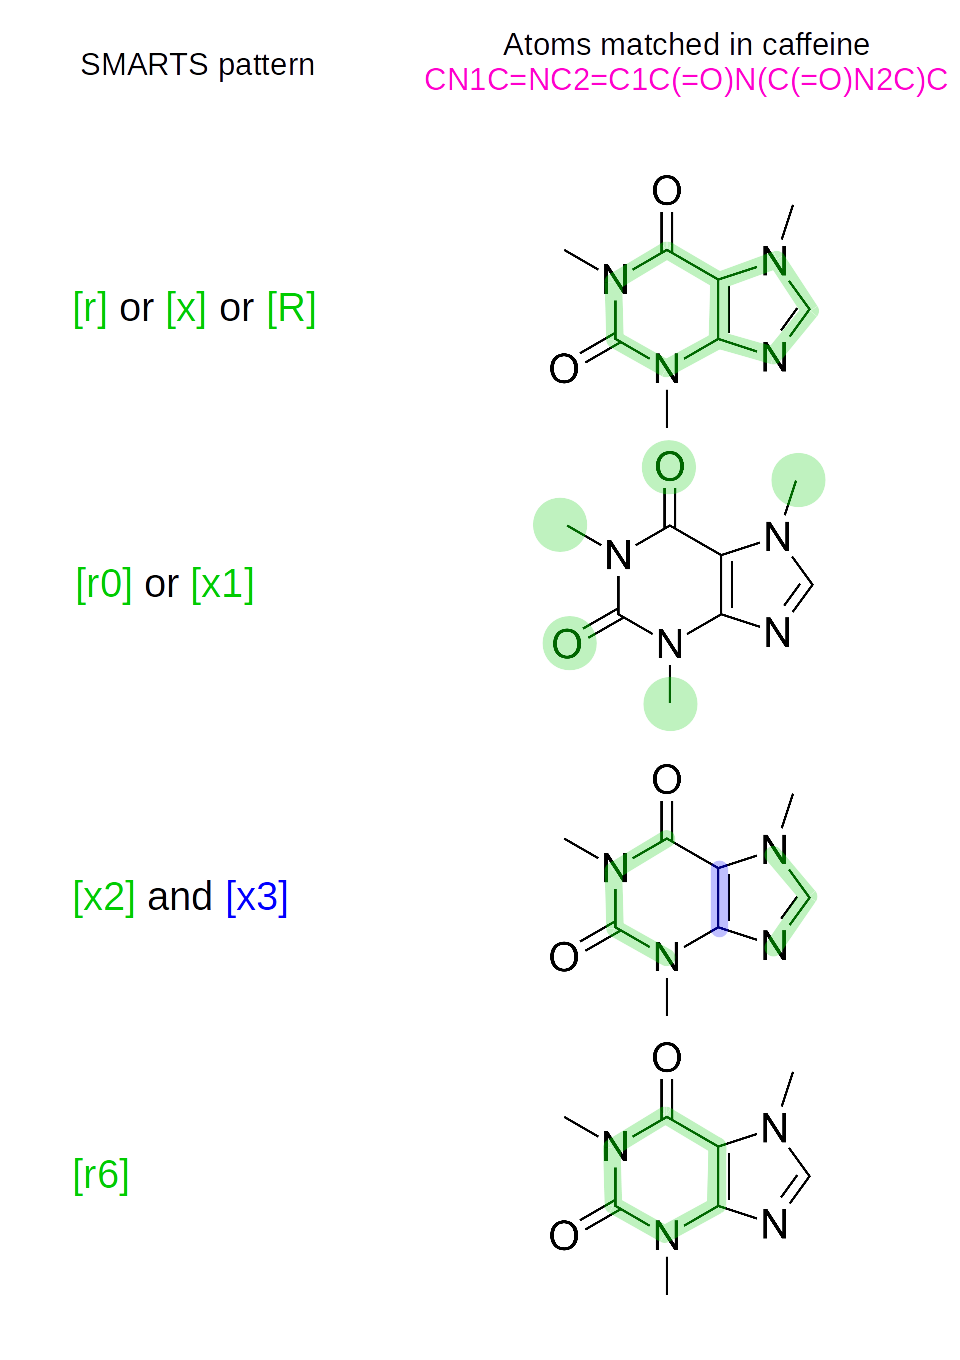 SMARTS pattern
Atoms matched in caffeine
CN1C=NC2=C1C(=O)N(C(=O)N2C)C
O
N
N
O
N
N
[r] or [x] or [R]
O
N
N
O
N
N
[r0] or [x1]
O
N
N
O
N
N
[x2] and [x3]
O
N
N
O
N
N
[r6]